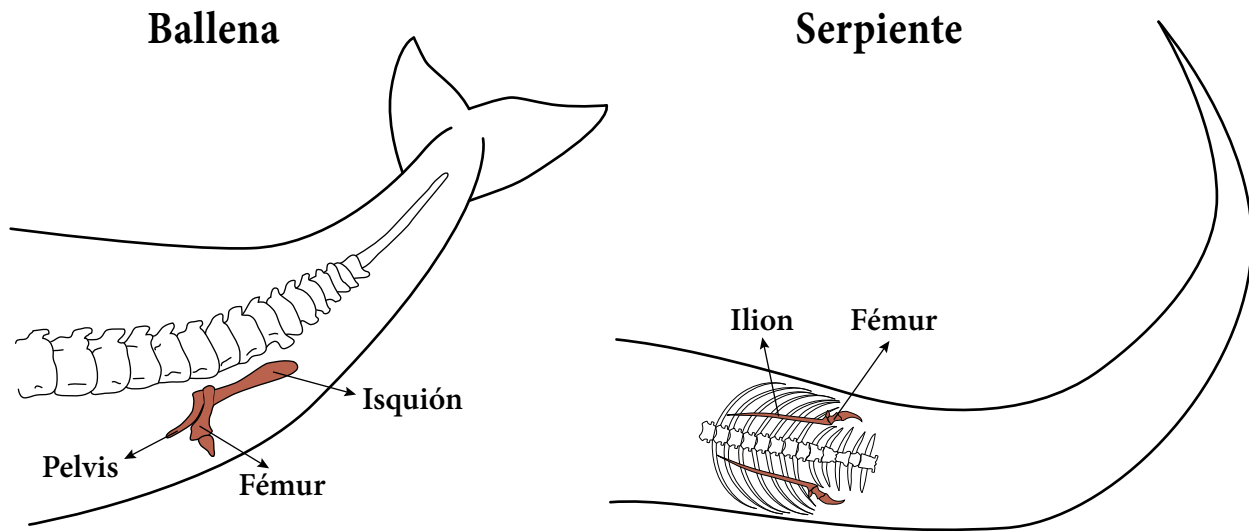 Ballena
Serpiente
Ilion
Fémur
Isquión
Pelvis
Fémur